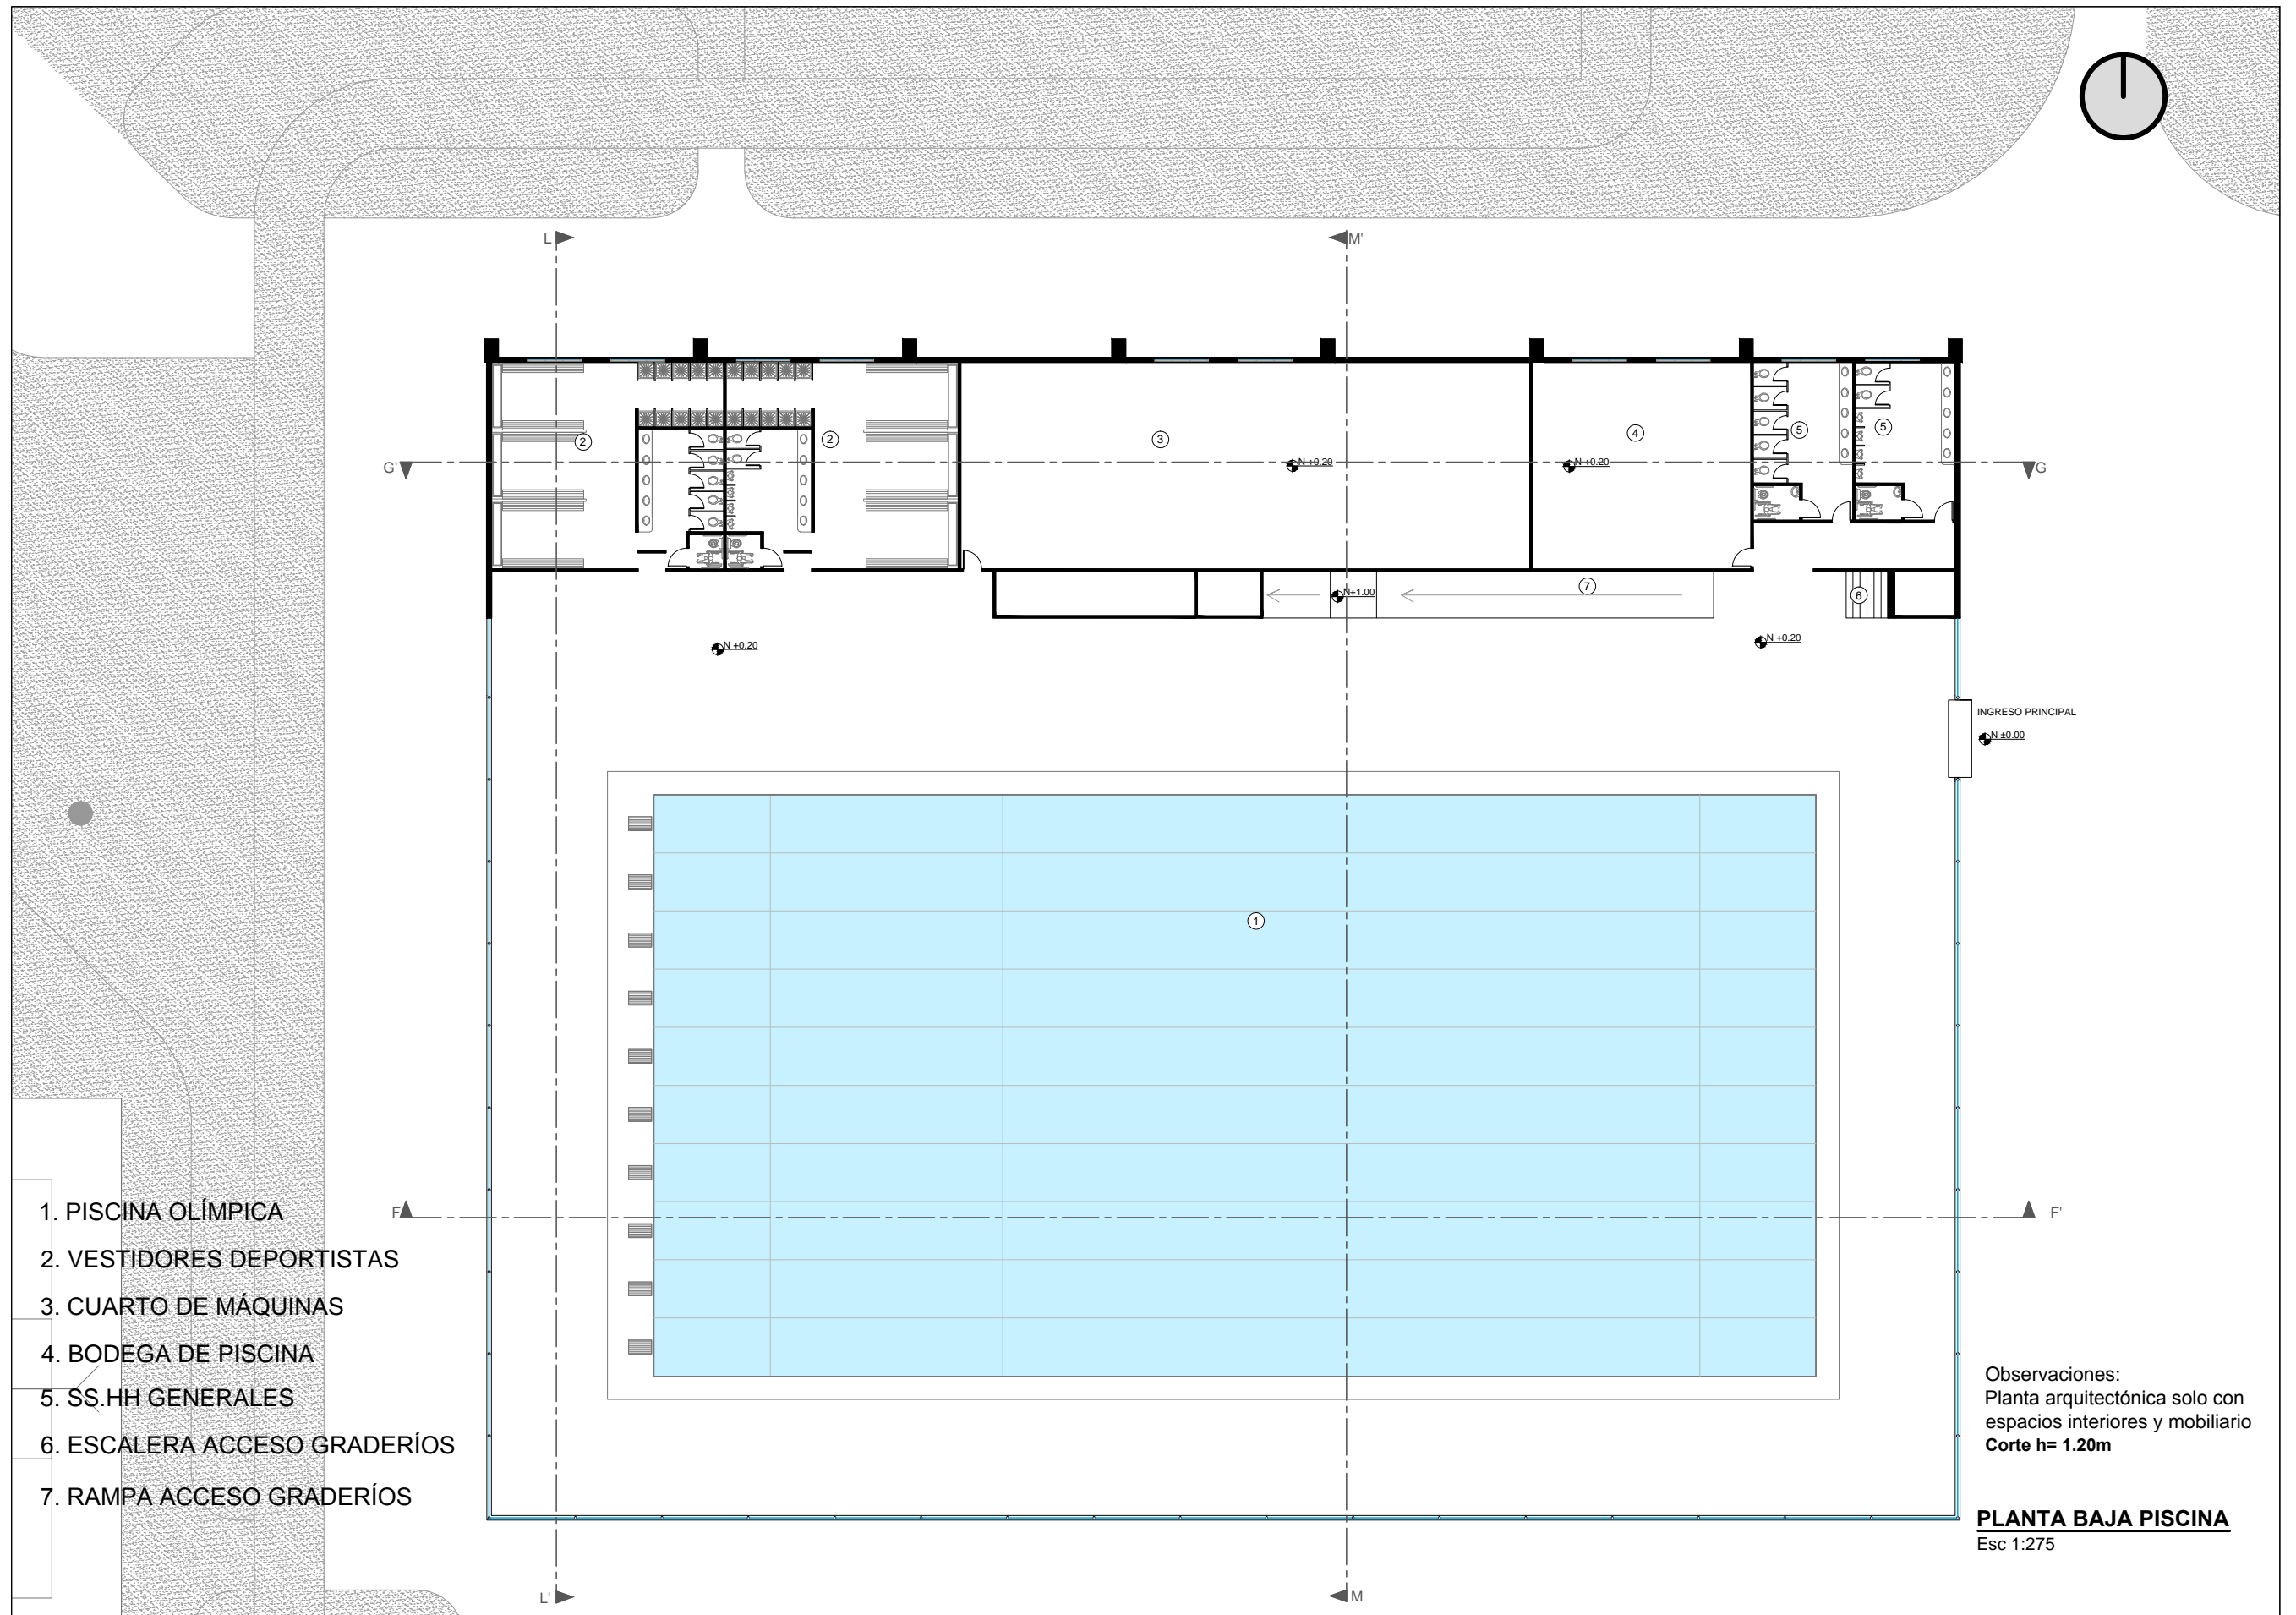 L
M'
G'
2
2
3
4
5
5
N +0.20
N +0.20
G
7
N+1.00
6
N +0.20
N +0.20
INGRESO PRINCIPAL
N ±0.00
1
F
F'
1. PISCINA OLÍMPICA
2. VESTIDORES DEPORTISTAS
3. CUARTO DE MÁQUINAS
4. BODEGA DE PISCINA
5. SS.HH GENERALES
6. ESCALERA ACCESO GRADERÍOS
7. RAMPA ACCESO GRADERÍOS
Observaciones:
Planta arquitectónica solo con
espacios interiores y mobiliario
Corte h= 1.20m
PLANTA BAJA PISCINA
Esc 1:275
L'
M